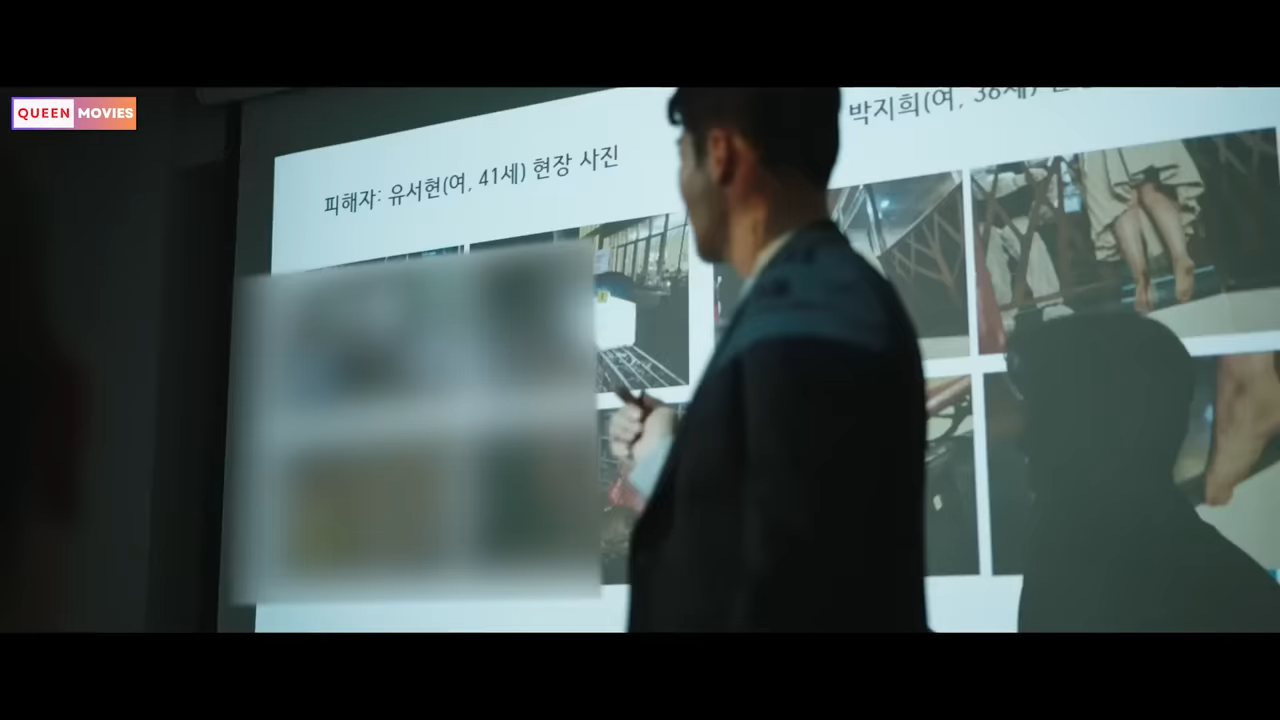 QUEEN MOVIES
피해자: 유서현(여, 41세) 현장 사진
박지희(여, 38세)